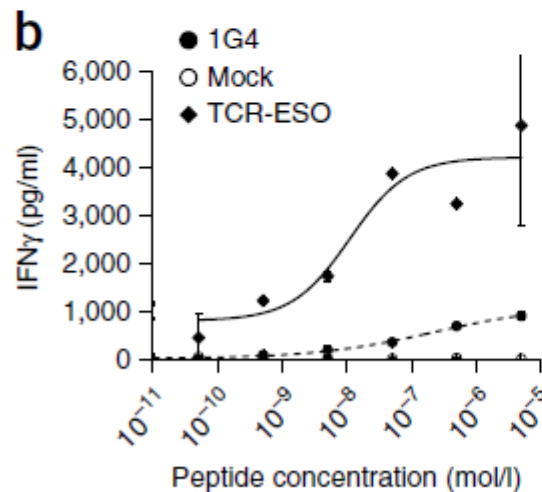 b
1G4
Mock
TCR-ESO
6,000
5,000
4,000
3,000
2,000
1,000
0
IFNγ (pg/ml)
10⁻¹¹
10⁻¹⁰
10⁻⁹
10⁻⁸
10⁻⁷
10⁻⁶
10⁻⁵
Peptide concentration (mol/l)